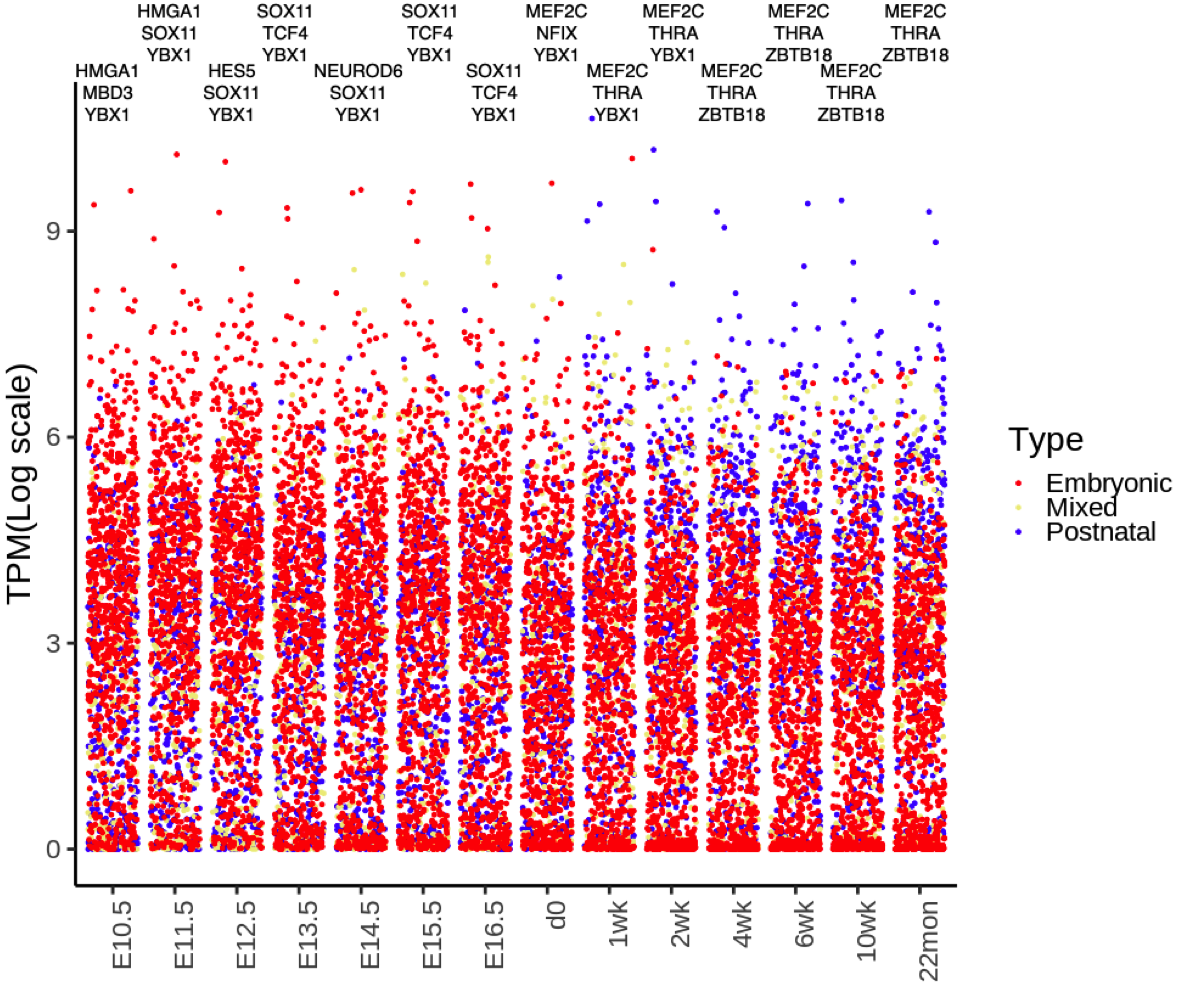 HMGA1
SOX11
YBX1
SOX11
TCF4
YBX1
SOX11
TCF4
YBX1
MEF2C
NFIX
YBX1
MEF2C
THRA
YBX1
MEF2C
THRA
ZBTB18
MEF2C
THRA
ZBTB18
HMGA1
MBD3
YBX1
HES5
SOX11
YBX1
NEUROD6
SOX11
YBX1
SOX11
TCF4
YBX1
MEF2C
THRA
YBX1
MEF2C
THRA
ZBTB18
MEF2C
THRA
ZBTB18
TPM(Log scale)
9
6
3
0
E10.5
E11.5
E12.5
E13.5
E14.5
E15.5
E16.5
d0
1wk
2wk
4wk
6wk
10wk
22mon
Type
Embryonic
Mixed
Postnatal